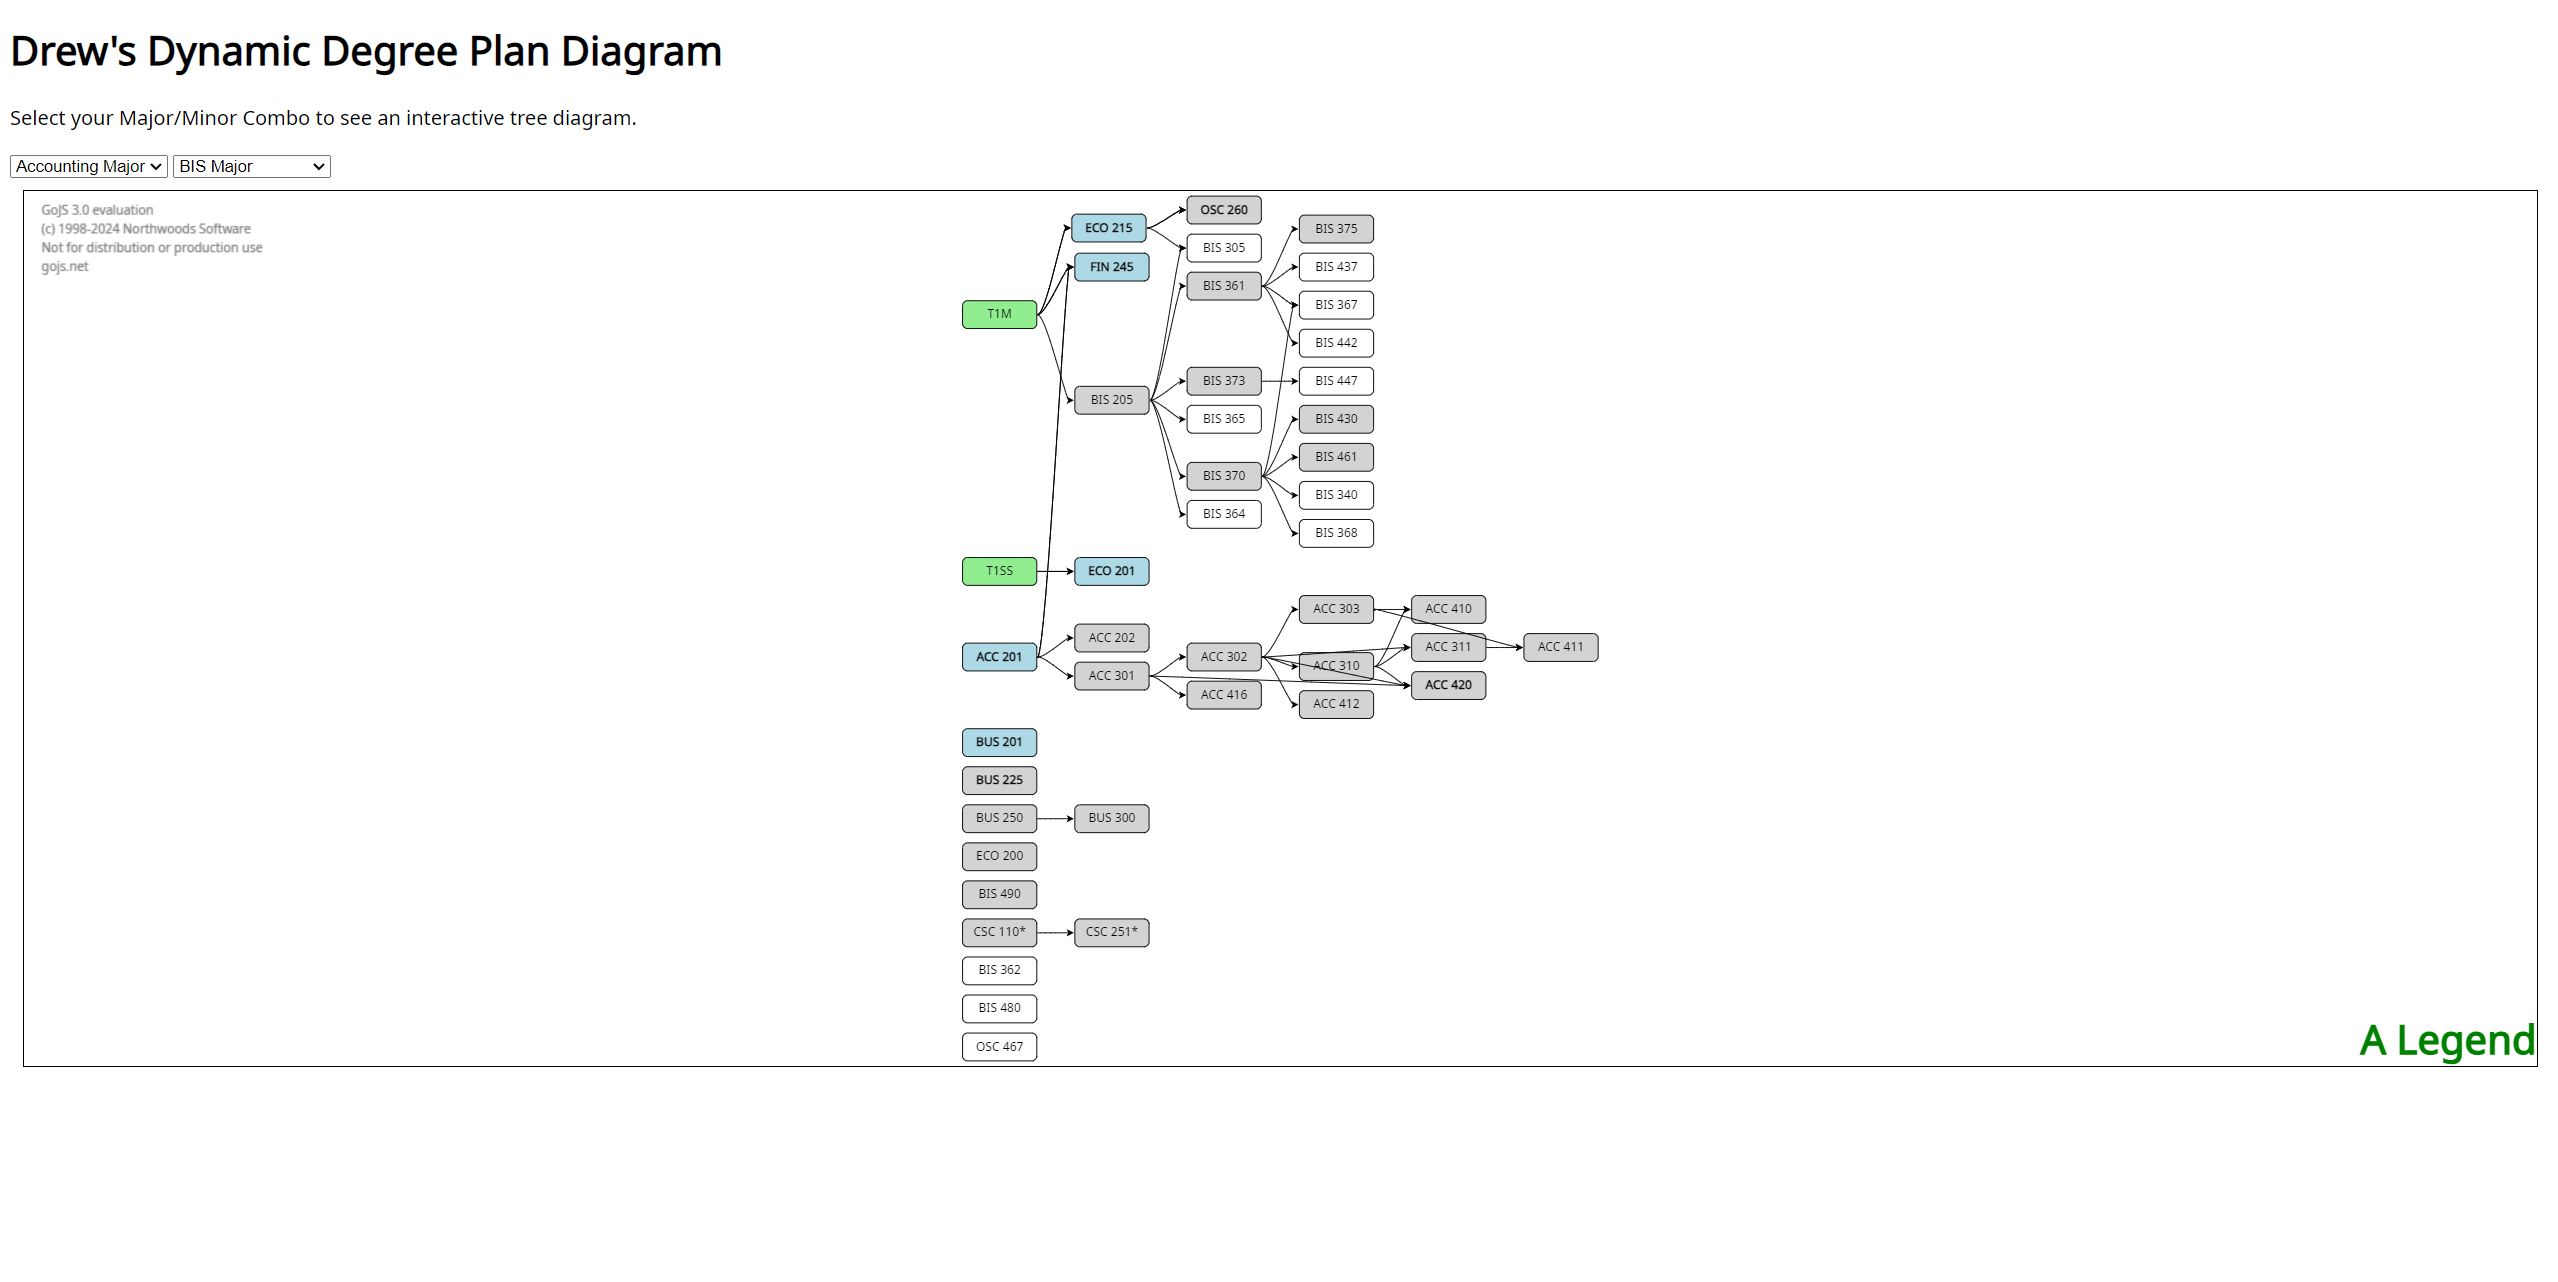 Drew's Dynamic Degree Plan Diagram
Select your Major/Minor Combo to see an interactive tree diagram.
Accounting Major BIS Major
GoJS 3.0 evaluation
(c) 1998-2024 Northwoods Software
Not for distribution or production use
gojs.net
OSC 260
ECO 215
BIS 375
BIS 305
FIN 245
BIS 437
BIS 361
BIS 367
T1M
BIS 442
BIS 373
BIS 447
BIS 205
BIS 365
BIS 430
BIS 461
BIS 370
BIS 340
BIS 364
BIS 368
T1SS
ECO 201
ACC 303
ACC 410
ACC 202
ACC 201
ACC 302
ACC 311
ACC 411
ACC 310
ACC 301
ACC 420
ACC 416
ACC 412
BUS 201
BUS 225
BUS 250
BUS 300
ECO 200
BIS 490
CSC 110*
CSC 251*
BIS 362
BIS 480
OSC 467
A Legend